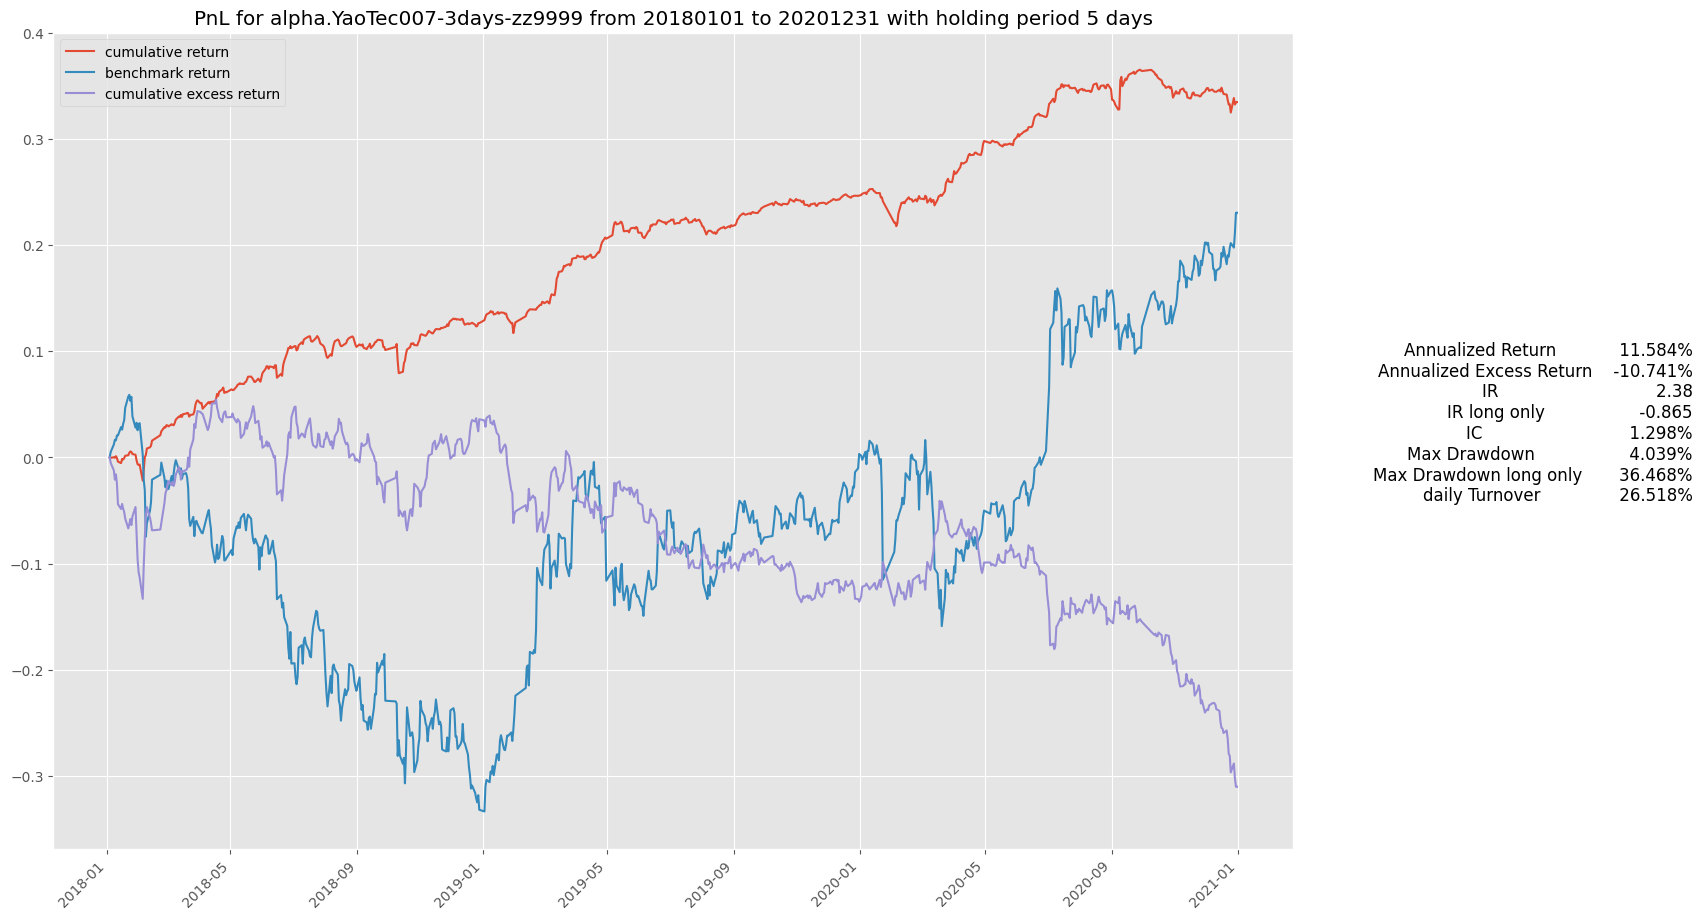 PnL for alpha.YaoTec007-3days-zz9999 from 20180101 to 20201231 with holding period 5 days
cumulative return
benchmark return
cumulative excess return
0.4
0.3
0.2
0.1
0.0
−0.1
−0.2
−0.3
2018-01
2018-05
2018-09
2019-01
2019-05
2019-09
2020-01
2020-05
2020-09
2021-01
Annualized Return 11.584%
Annualized Excess Return -10.741%
IR 2.38
IR long only -0.865
IC 1.298%
Max Drawdown 4.039%
Max Drawdown long only 36.468%
daily Turnover 26.518%